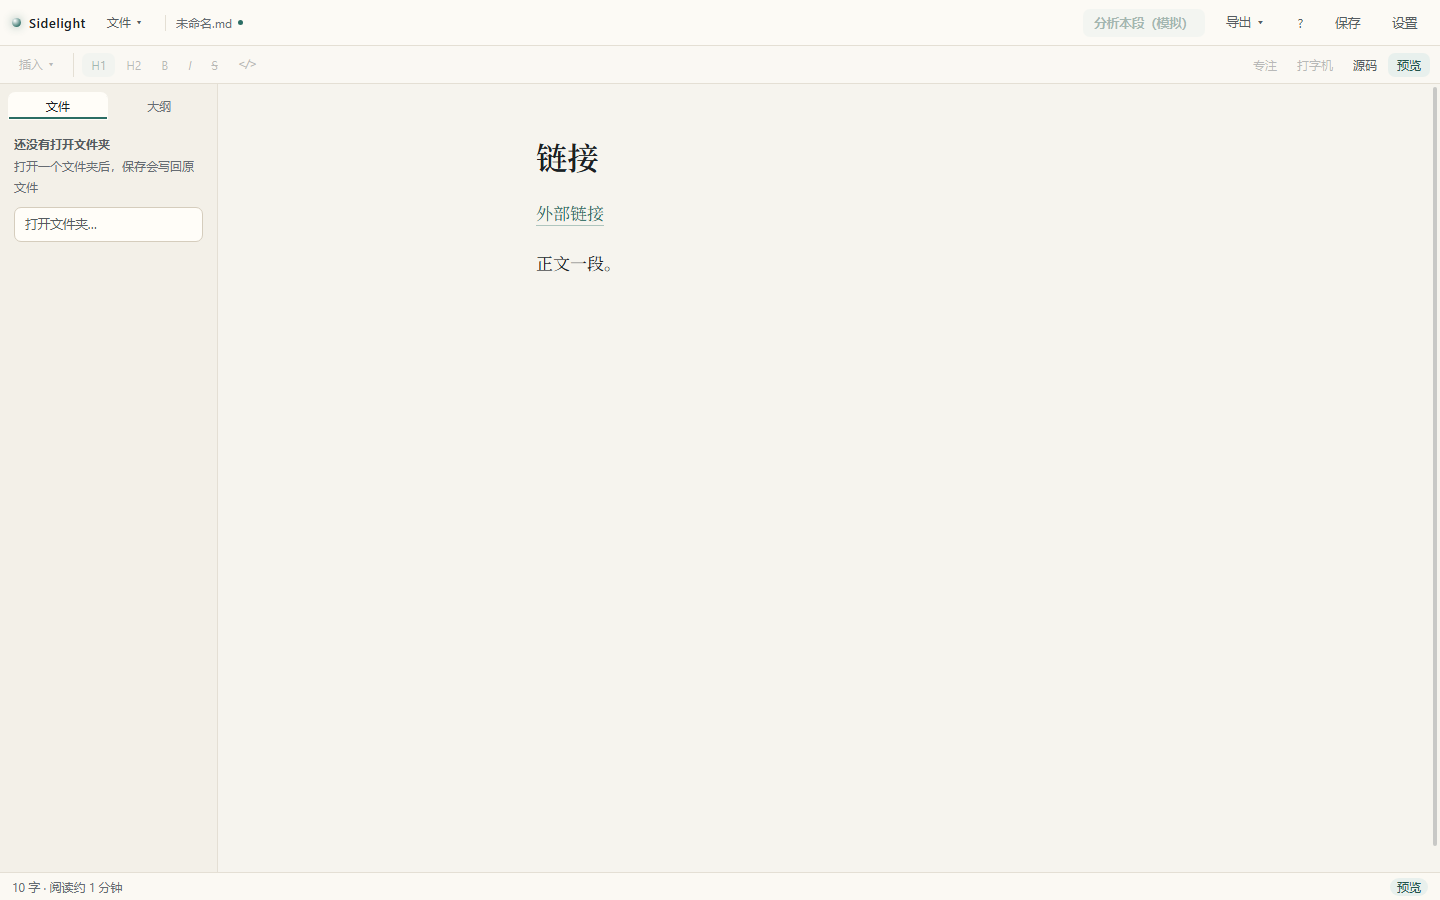 Sidelight 文件 ▾ 未命名.md ● 分析本段（模拟） 导出 ▾ ? 保存 设置
插入 ▾ H1 H2 B I S </> 专注 打字机 源码 预览
文件 大纲
还没有打开文件夹
打开一个文件夹后，保存会写回原
文件
打开文件夹...
链接
外部链接
正文一段。
10 字 · 阅读约 1 分钟 预览